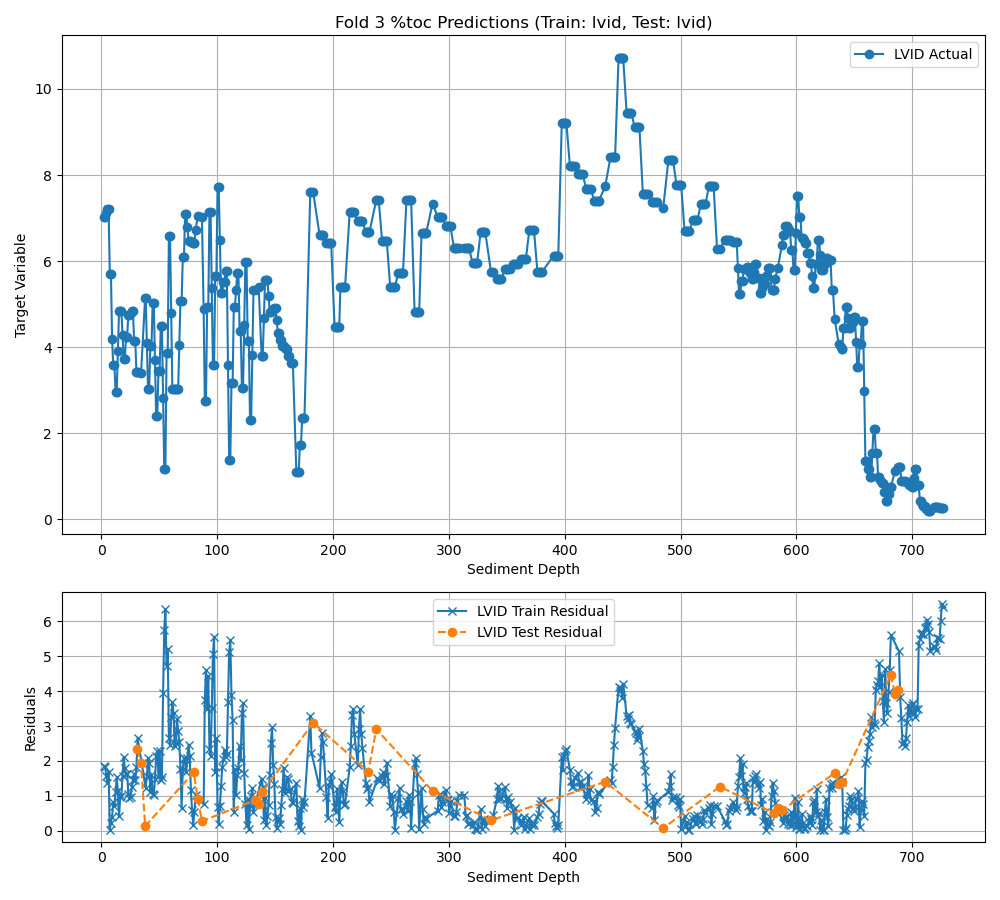 Fold 3 %toc Predictions (Train: lvid, Test: lvid)
LVID Actual
Target Variable
10
8
6
4
2
0
0 100 200 300 400 500 600 700
Sediment Depth
LVID Train Residual
LVID Test Residual
Residuals
6
5
4
3
2
1
0
0 100 200 300 400 500 600 700
Sediment Depth